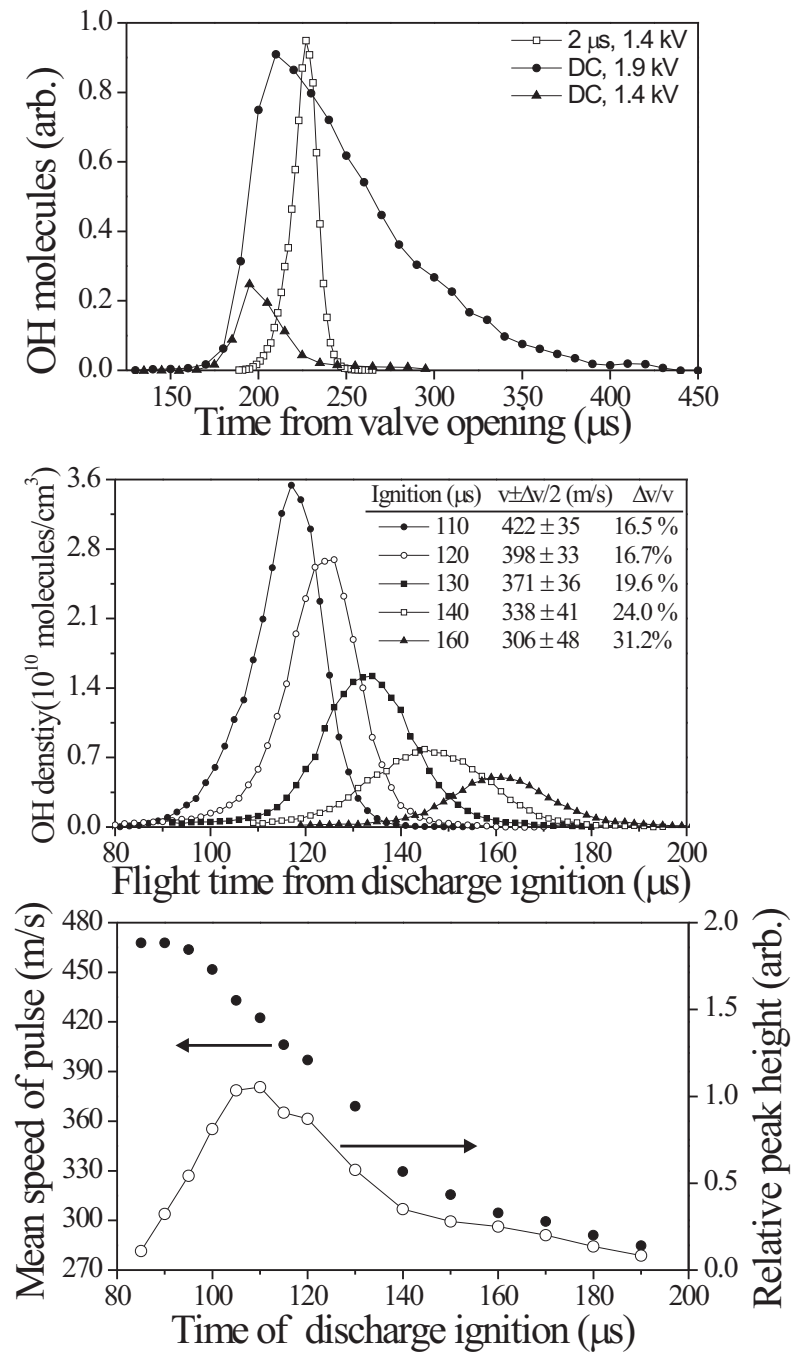 1.0
0.8
0.6
0.4
0.2
0.0
OH molecules (arb.)
2 μs, 1.4 kV
DC, 1.9 kV
DC, 1.4 kV
150 200 250 300 350 400 450
Time from valve opening (μs)
3.6
2.8
2.1
1.4
0.7
0.0
OH denstiy(10¹⁰ molecules/cm³)
Ignition (μs) v±Δv/2 (m/s) Δv/v
110 422 ± 35 16.5 %
120 398 ± 33 16.7%
130 371 ± 36 19.6 %
140 338 ± 41 24.0 %
160 306 ± 48 31.2%
80 100 120 140 160 180 200
Flight time from discharge ignition (μs)
480
450
420
390
360
330
300
270
Mean speed of pulse (m/s)
2.0
1.5
1.0
0.5
0.0
Relative peak height (arb.)
80 100 120 140 160 180 200
Time of discharge ignition (μs)